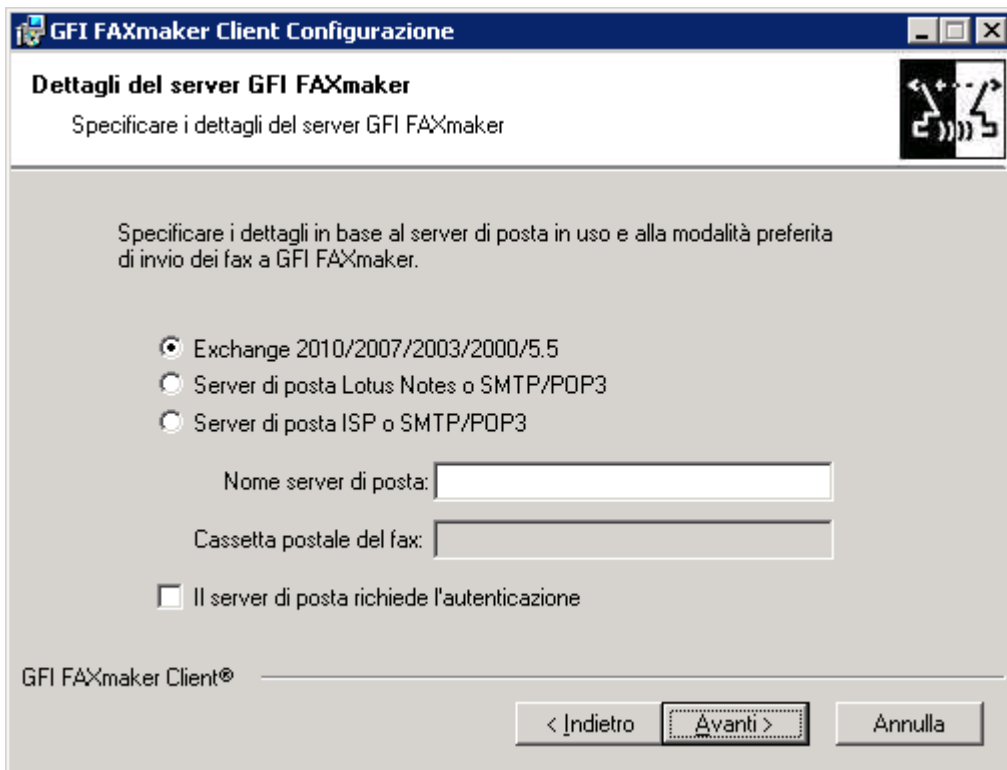 GFI FAXmaker Client Configurazione
Dettagli del server GFI FAXmaker
Specificare i dettagli del server GFI FAXmaker
Specificare i dettagli in base al server di posta in uso e alla modalità preferita
di invio dei fax a GFI FAXmaker.
Exchange 2010/2007/2003/2000/5.5
Server di posta Lotus Notes o SMTP/POP3
Server di posta ISP o SMTP/POP3
Nome server di posta:
Cassetta postale del fax:
Il server di posta richiede l'autenticazione
GFI FAXmaker Client®
< Indietro
Avanti >
Annulla